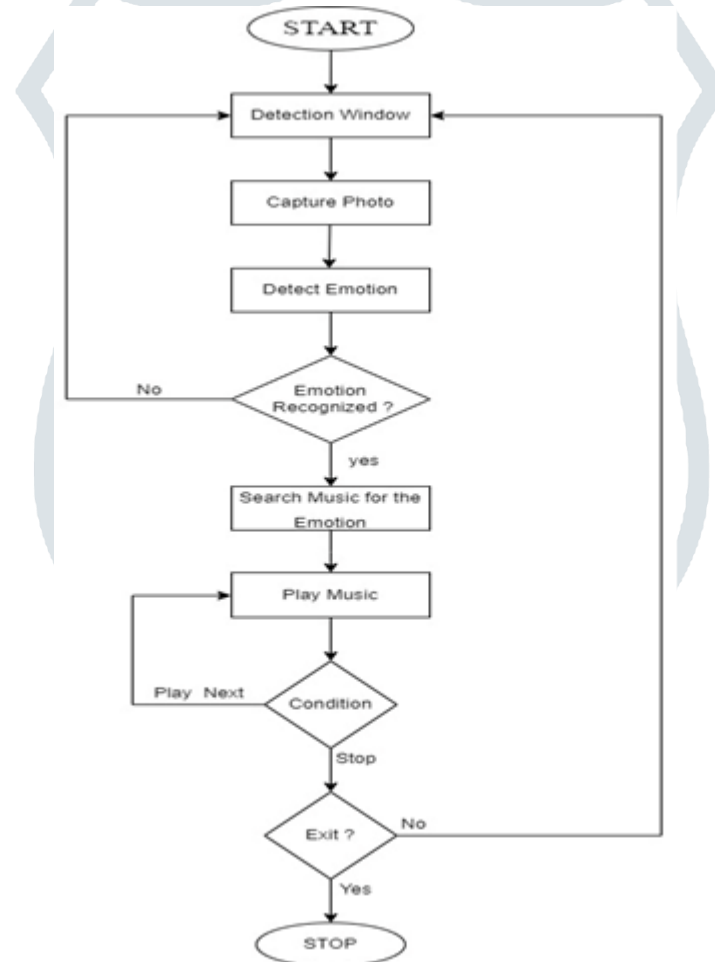 START
Detection Window
Capture Photo
Detect Emotion
Emotion
Recognized ?
No
yes
Search Music for the
Emotion
Play Music
Play Next
Condition
Stop
Exit ?
No
Yes
STOP